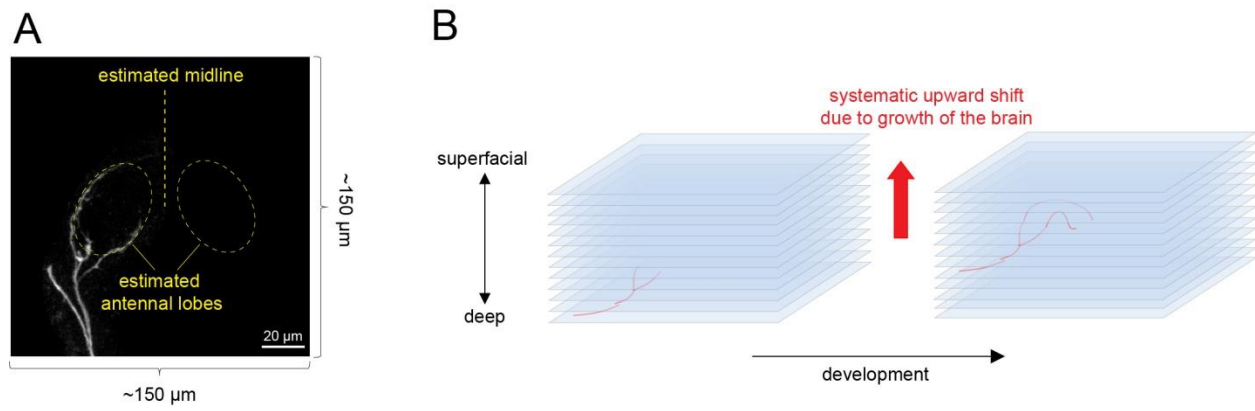 A
estimated midline
estimated
antennal lobes
20 µm
~150 µm
~150 µm
B
superfacial
deep
systematic upward shift
due to growth of the brain
development